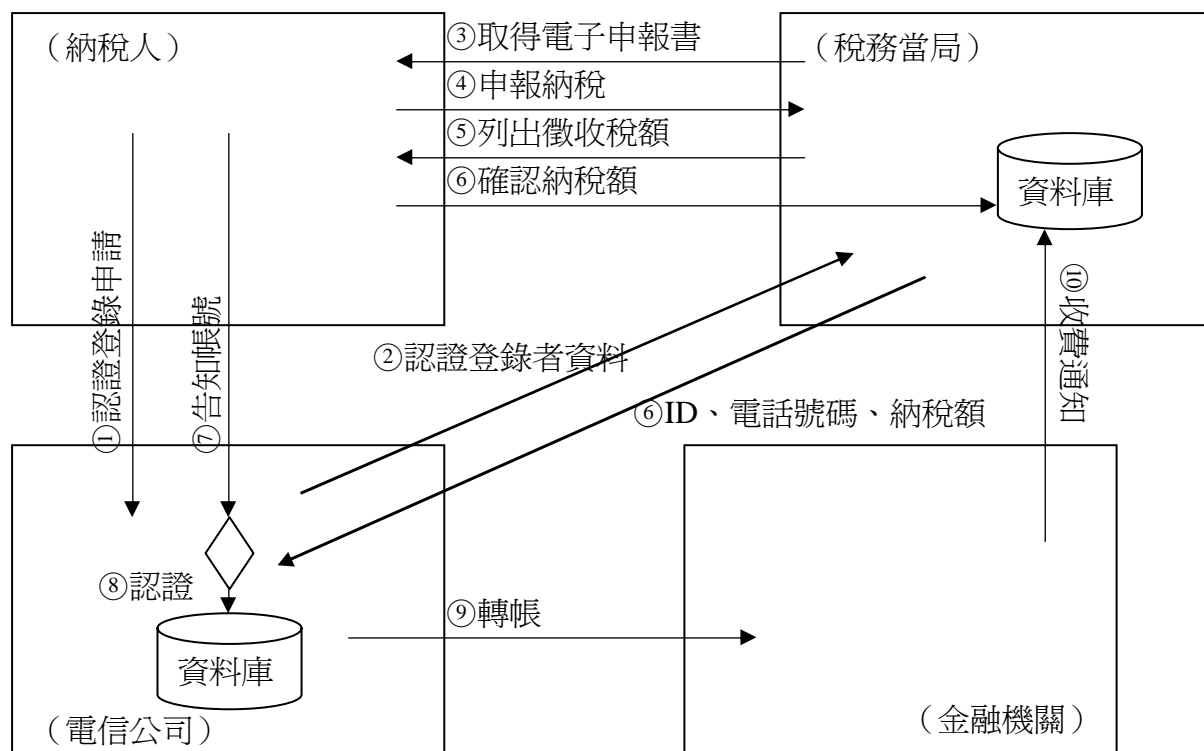 （納稅人）
③取得電子申報書
（稅務當局）
④申報納稅
⑤列出徵收稅額
⑥確認納稅額
資料庫
①認證登錄申請
⑦告知帳號
②認證登錄者資料
⑩收費通知
⑥ID、電話號碼、納稅額
⑧認證
⑨轉帳
資料庫
（電信公司）
（金融機關）